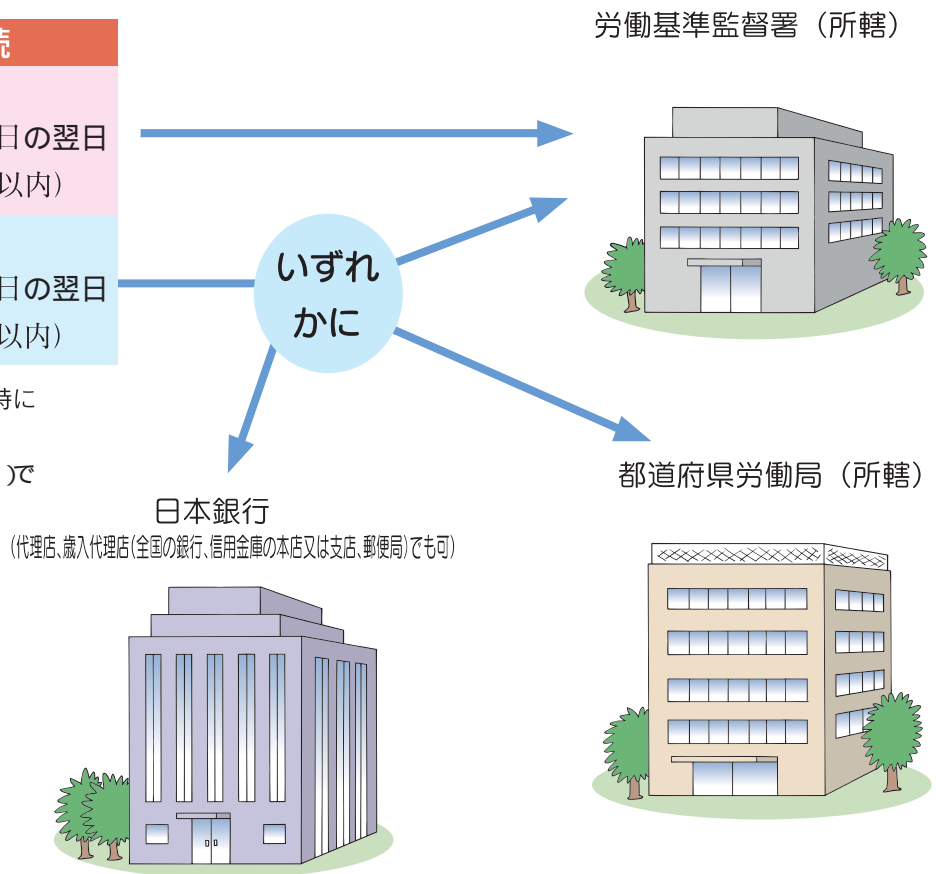 労働基準監督署（所轄）
続
日の翌日
以内）
日の翌日
以内）
いずれ
かに
時に
）で
都道府県労働局（所轄）
日本銀行
（代理店、歳入代理店（全国の銀行、信用金庫の本店又は支店、郵便局）でも可）